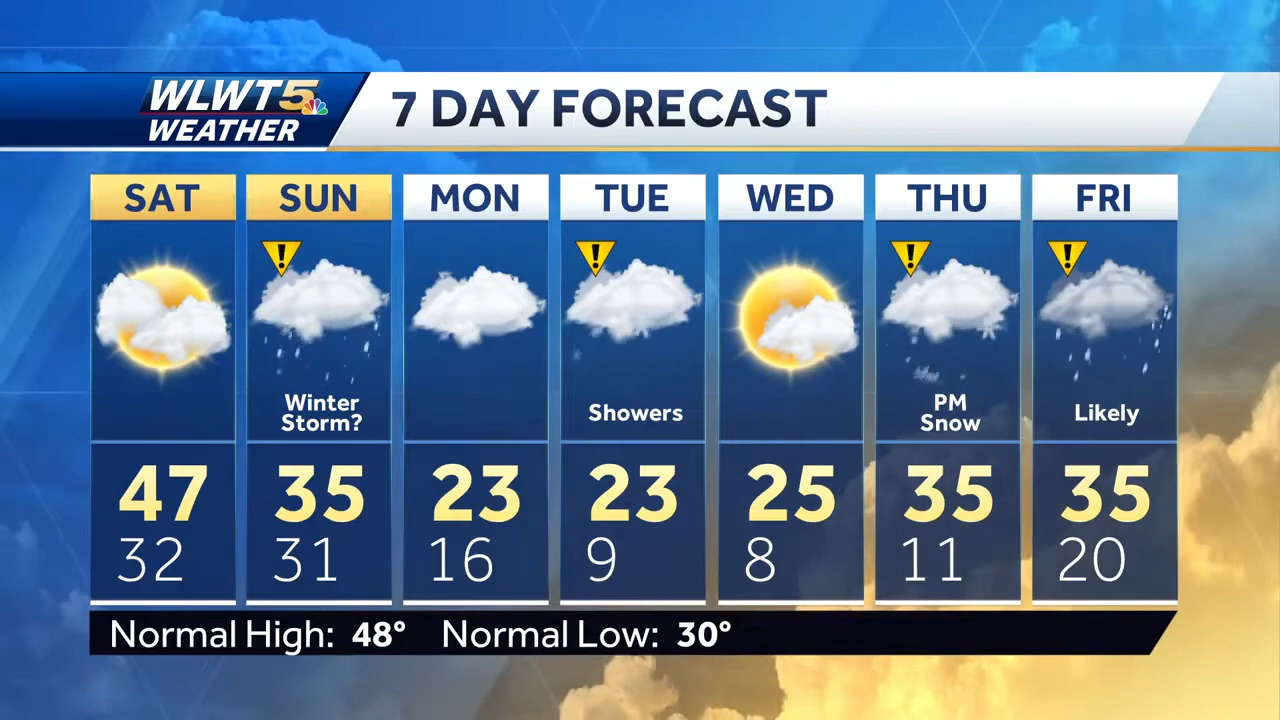 WLWT5
WEATHER
7 DAY FORECAST
SAT
SUN
MON
TUE
WED
THU
FRI
!
!
!
!
Winter
Storm?
Showers
PM
Snow
Likely
47
35
23
23
25
35
35
32
31
16
9
8
11
20
Normal High: 48° Normal Low: 30°